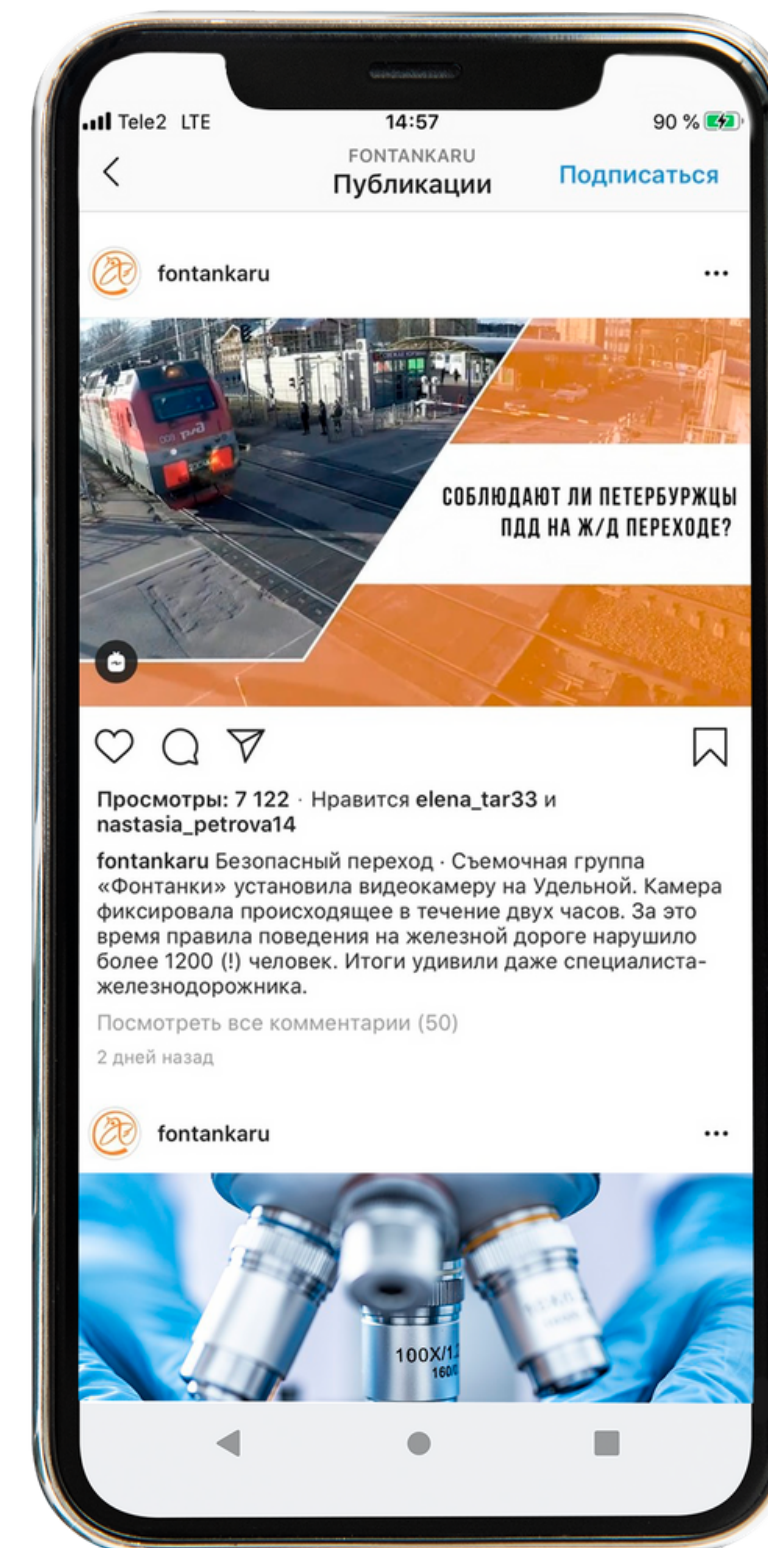 Tele2 LTE 14:57 90 %
FONTANKARU
Публикации
Подписаться
fontankaru
СОБЛЮДАЮТ ЛИ ПЕТЕРБУРЖЦЫ
ПДД НА Ж/Д ПЕРЕХОДЕ?
Просмотры: 7 122 · Нравится elena_tar33 и
nastasia_petrova14
fontankaru Безопасный переход · Съемочная группа
«Фонтанки» установила видеокамеру на Удельной. Камера
фиксировала происходящее в течение двух часов. За это
время правила поведения на железной дороге нарушило
более 1200 (!) человек. Итоги удивили даже специалиста-
железнодорожника.
Посмотреть все комментарии (50)
2 дней назад
fontankaru
100X/1.
160/